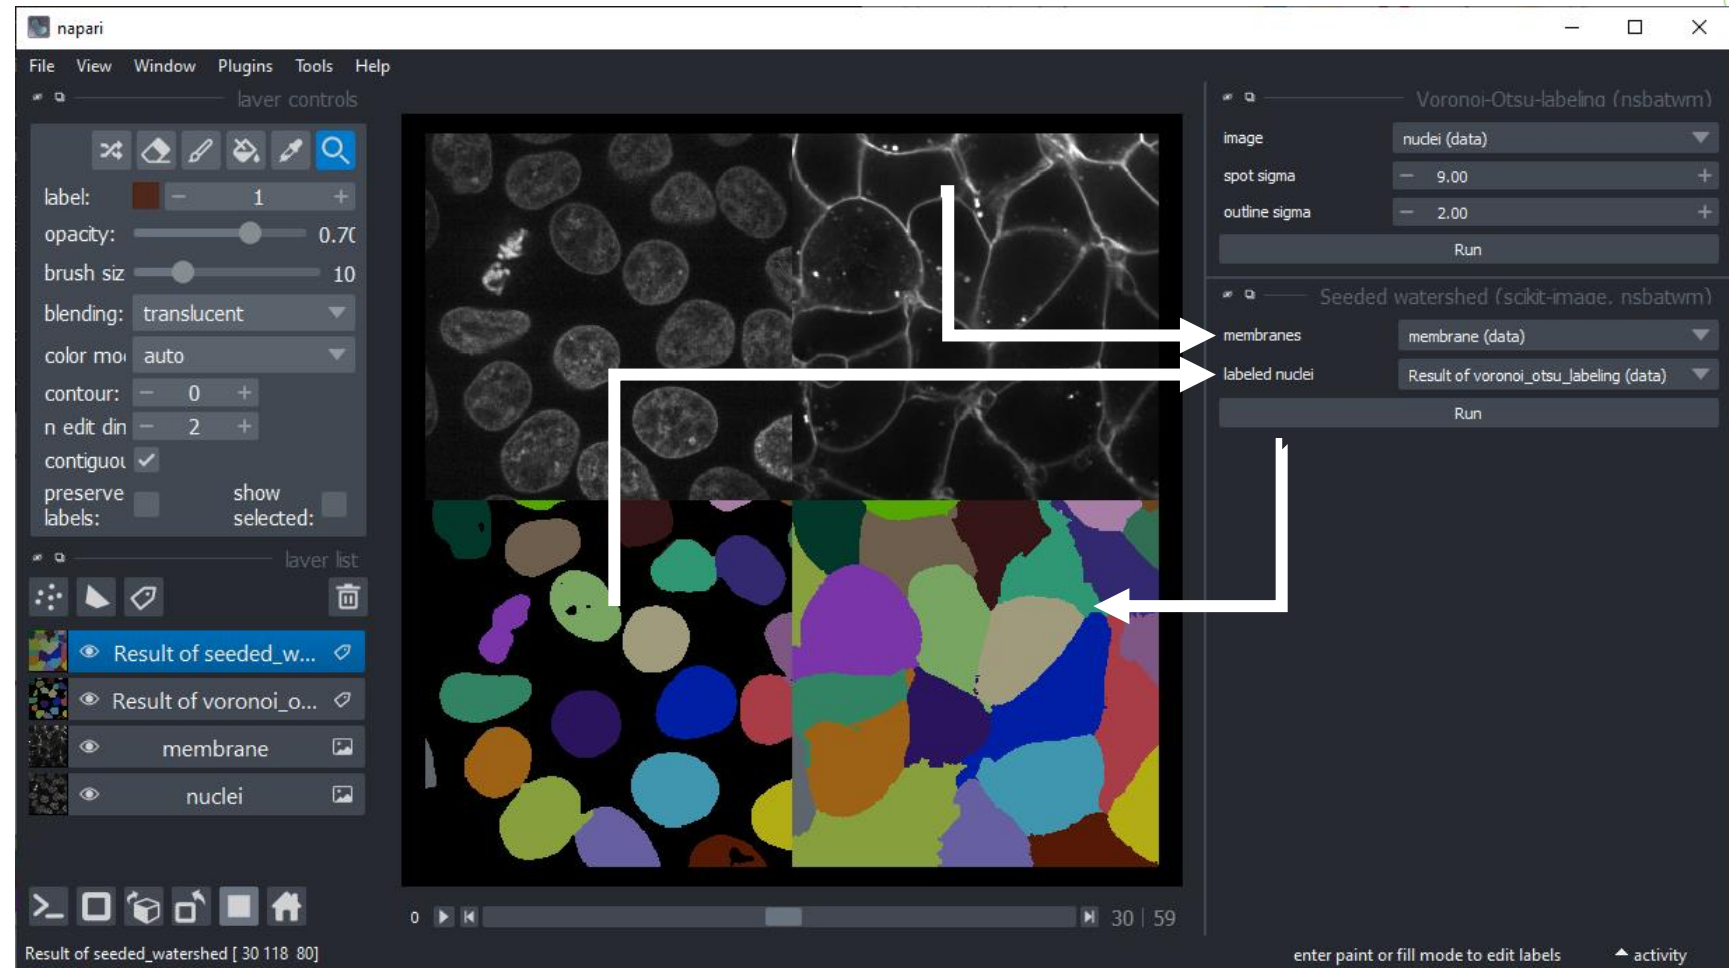 napari
File View Window Plugins Tools Help
layer controls
label: 1
opacity: 0.70
brush siz 10
blending: translucent
color mo auto
contour: 0
n edit din 2
contiguou
preserve labels:
show selected:
layer list
Result of seeded_w...
Result of voronoi_o...
membrane
nuclei
0 30 | 59
Voronoi-Otsu-labeling (nsbatwm)
image nuclei (data)
spot sigma 9.00
outline sigma 2.00
Run
Seeded watershed (scikit-image, nsbatwm)
membranes membrane (data)
labeled nuclei Result of voronoi_otsu_labeling (data)
Run
Result of seeded_watershed [ 30 118 80]
enter paint or fill mode to edit labels
activity